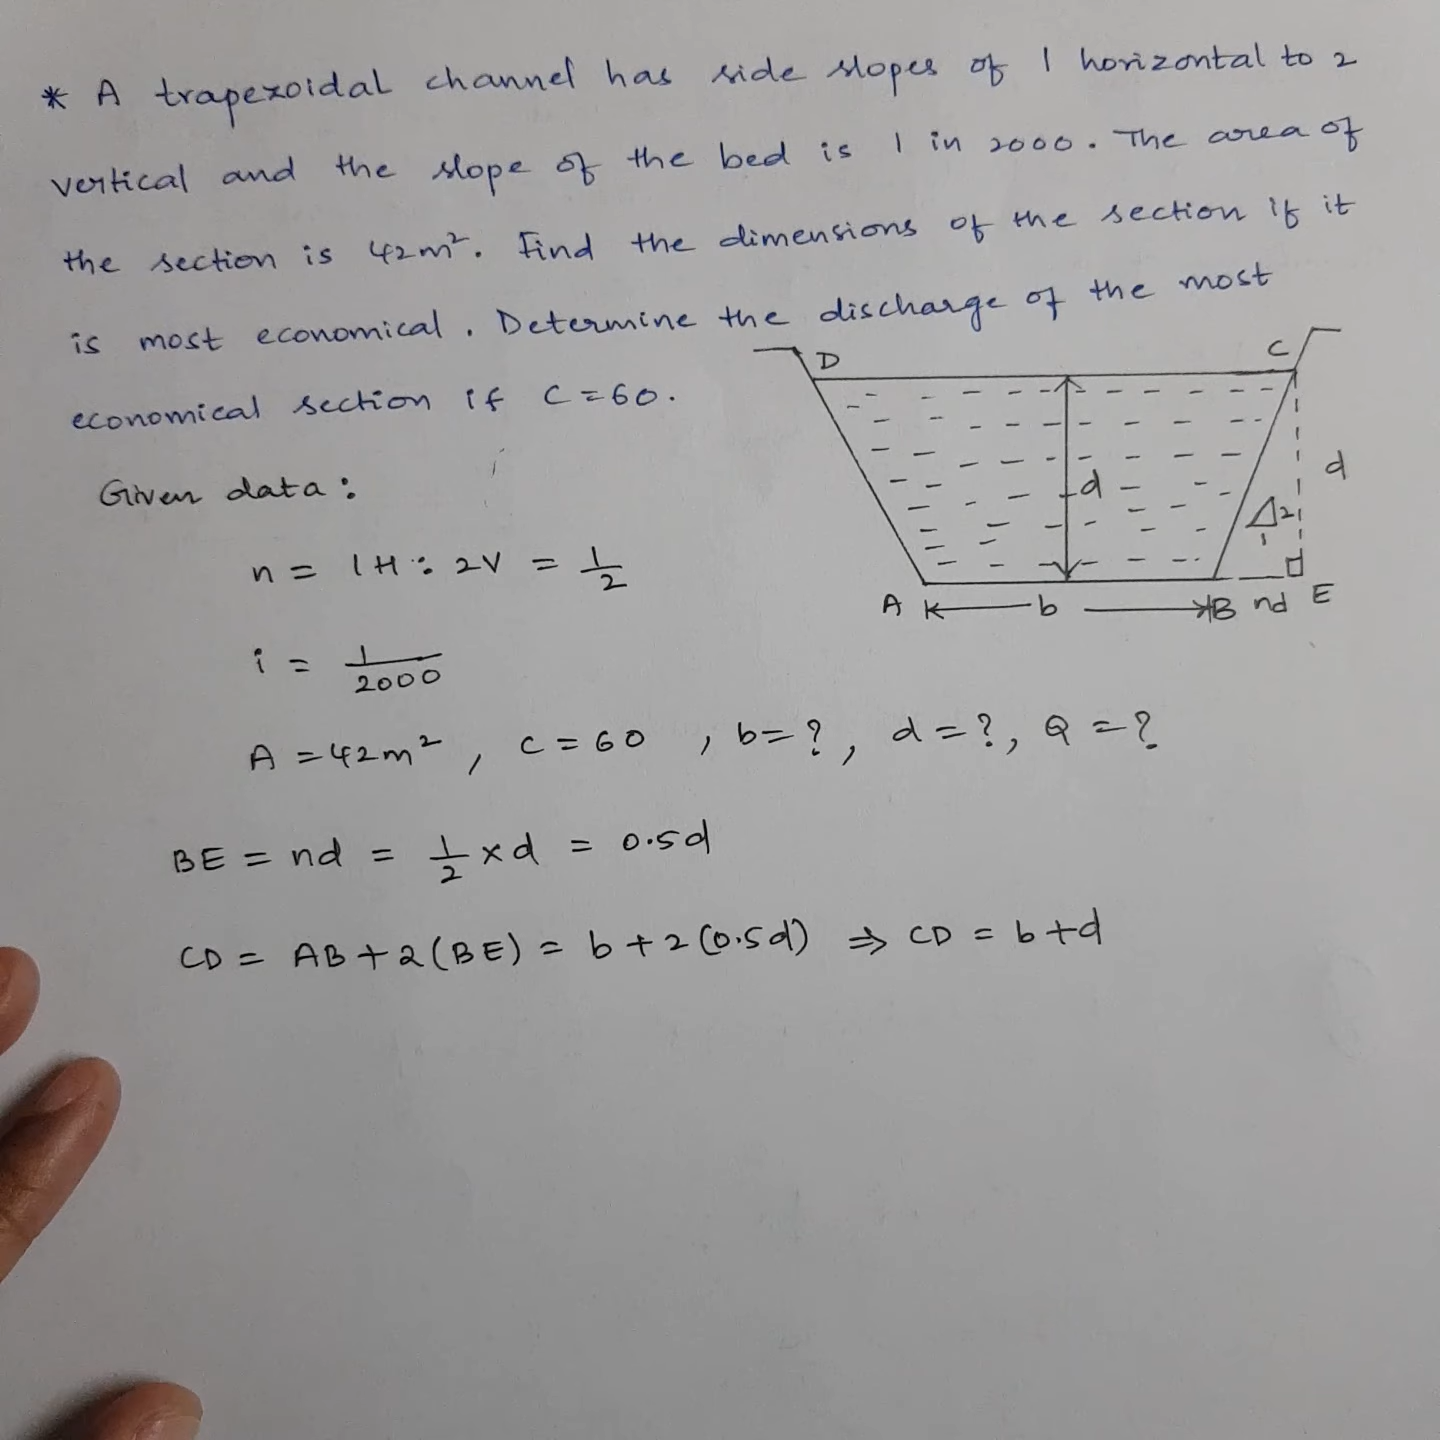 * A trapezoidal channel has side slopes of 1 horizontal to 2
vertical and the slope of the bed is 1 in 2000. The area of
the section is 42m². Find the dimensions of the section if it
is most economical. Determine the discharge of the most
economical section if C=60.
D C
d
d
2
1
A b B nd E
Given data:
n = 1H : 2V = 1/2
i = 1/2000
A = 42m², C = 60, b=?, d=?, Q=?
BE = nd = 1/2 × d = 0.5d
CD = AB + 2(BE) = b + 2(0.5d) ⇒ CD = b+d